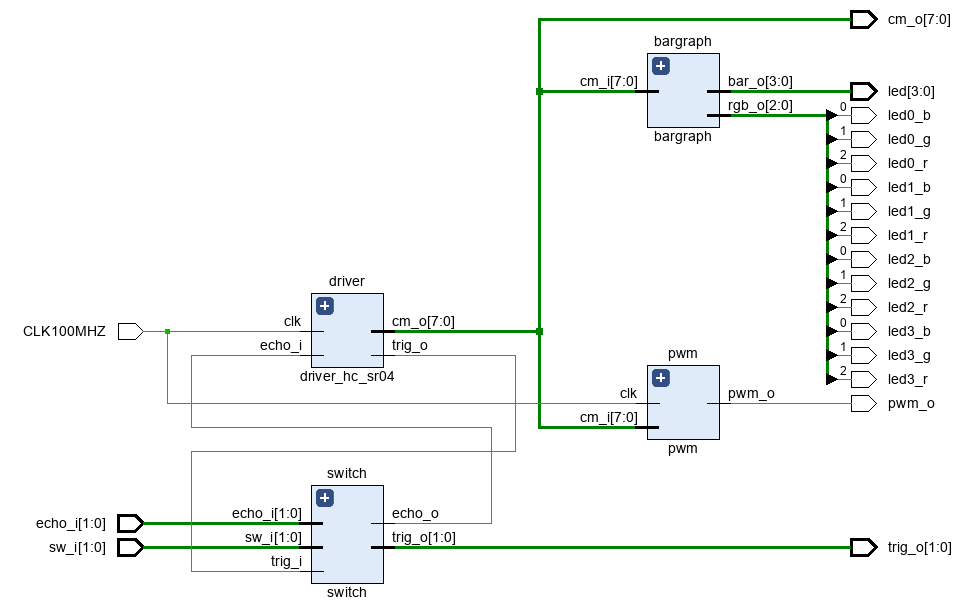 cm_o[7:0]
bargraph
cm_i[7:0]
bar_o[3:0]
led[3:0]
rgb_o[2:0]
bargraph
0 led0_b
1 led0_g
2 led0_r
0 led1_b
1 led1_g
2 led1_r
0 led2_b
1 led2_g
2 led2_r
0 led3_b
1 led3_g
2 led3_r
driver
CLK100MHZ
clk
cm_o[7:0]
echo_i
trig_o
driver_hc_sr04
pwm
clk
pwm_o
pwm_o
cm_i[7:0]
pwm
switch
echo_i[1:0]
echo_i[1:0]
echo_o
sw_i[1:0]
sw_i[1:0]
trig_o[1:0]
trig_o[1:0]
trig_i
switch